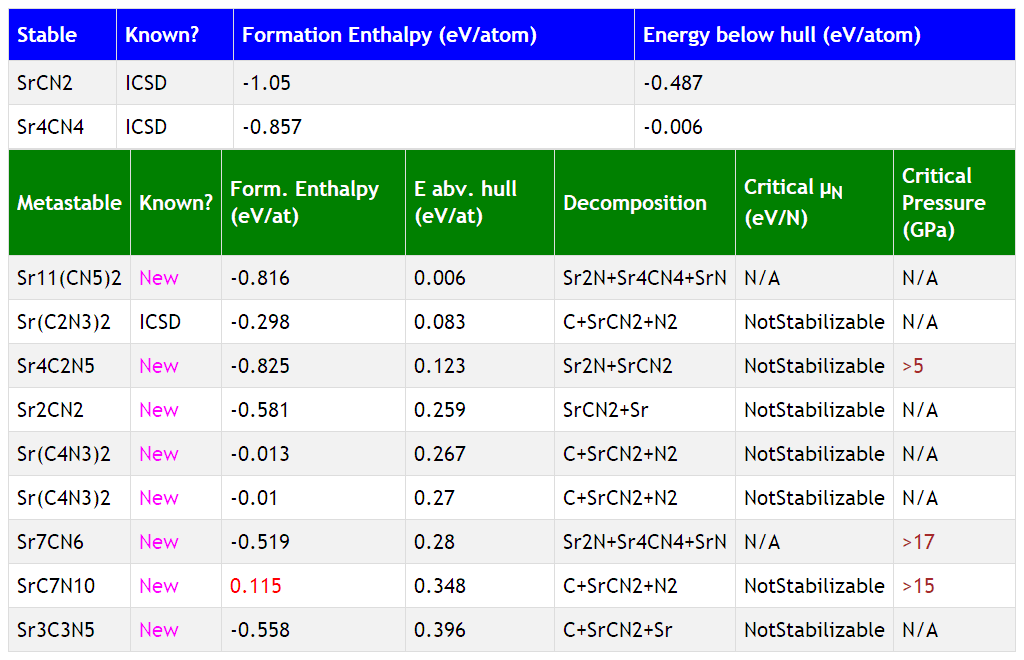 Stable Known? Formation Enthalpy (eV/atom) Energy below hull (eV/atom)
SrCN2 ICSD -1.05 -0.487
Sr4CN4 ICSD -0.857 -0.006
Metastable Known? Form. Enthalpy (eV/at) E abv. hull (eV/at) Decomposition Critical μN (eV/N) Critical Pressure (GPa)
Sr11(CN5)2 New -0.816 0.006 Sr2N+Sr4CN4+SrN N/A N/A
Sr(C2N3)2 ICSD -0.298 0.083 C+SrCN2+N2 NotStabilizable N/A
Sr4C2N5 New -0.825 0.123 Sr2N+SrCN2 NotStabilizable >5
Sr2CN2 New -0.581 0.259 SrCN2+Sr NotStabilizable N/A
Sr(C4N3)2 New -0.013 0.267 C+SrCN2+N2 NotStabilizable N/A
Sr(C4N3)2 New -0.01 0.27 C+SrCN2+N2 NotStabilizable N/A
Sr7CN6 New -0.519 0.28 Sr2N+Sr4CN4+SrN N/A >17
SrC7N10 New 0.115 0.348 C+SrCN2+N2 NotStabilizable >15
Sr3C3N5 New -0.558 0.396 C+SrCN2+Sr NotStabilizable N/A